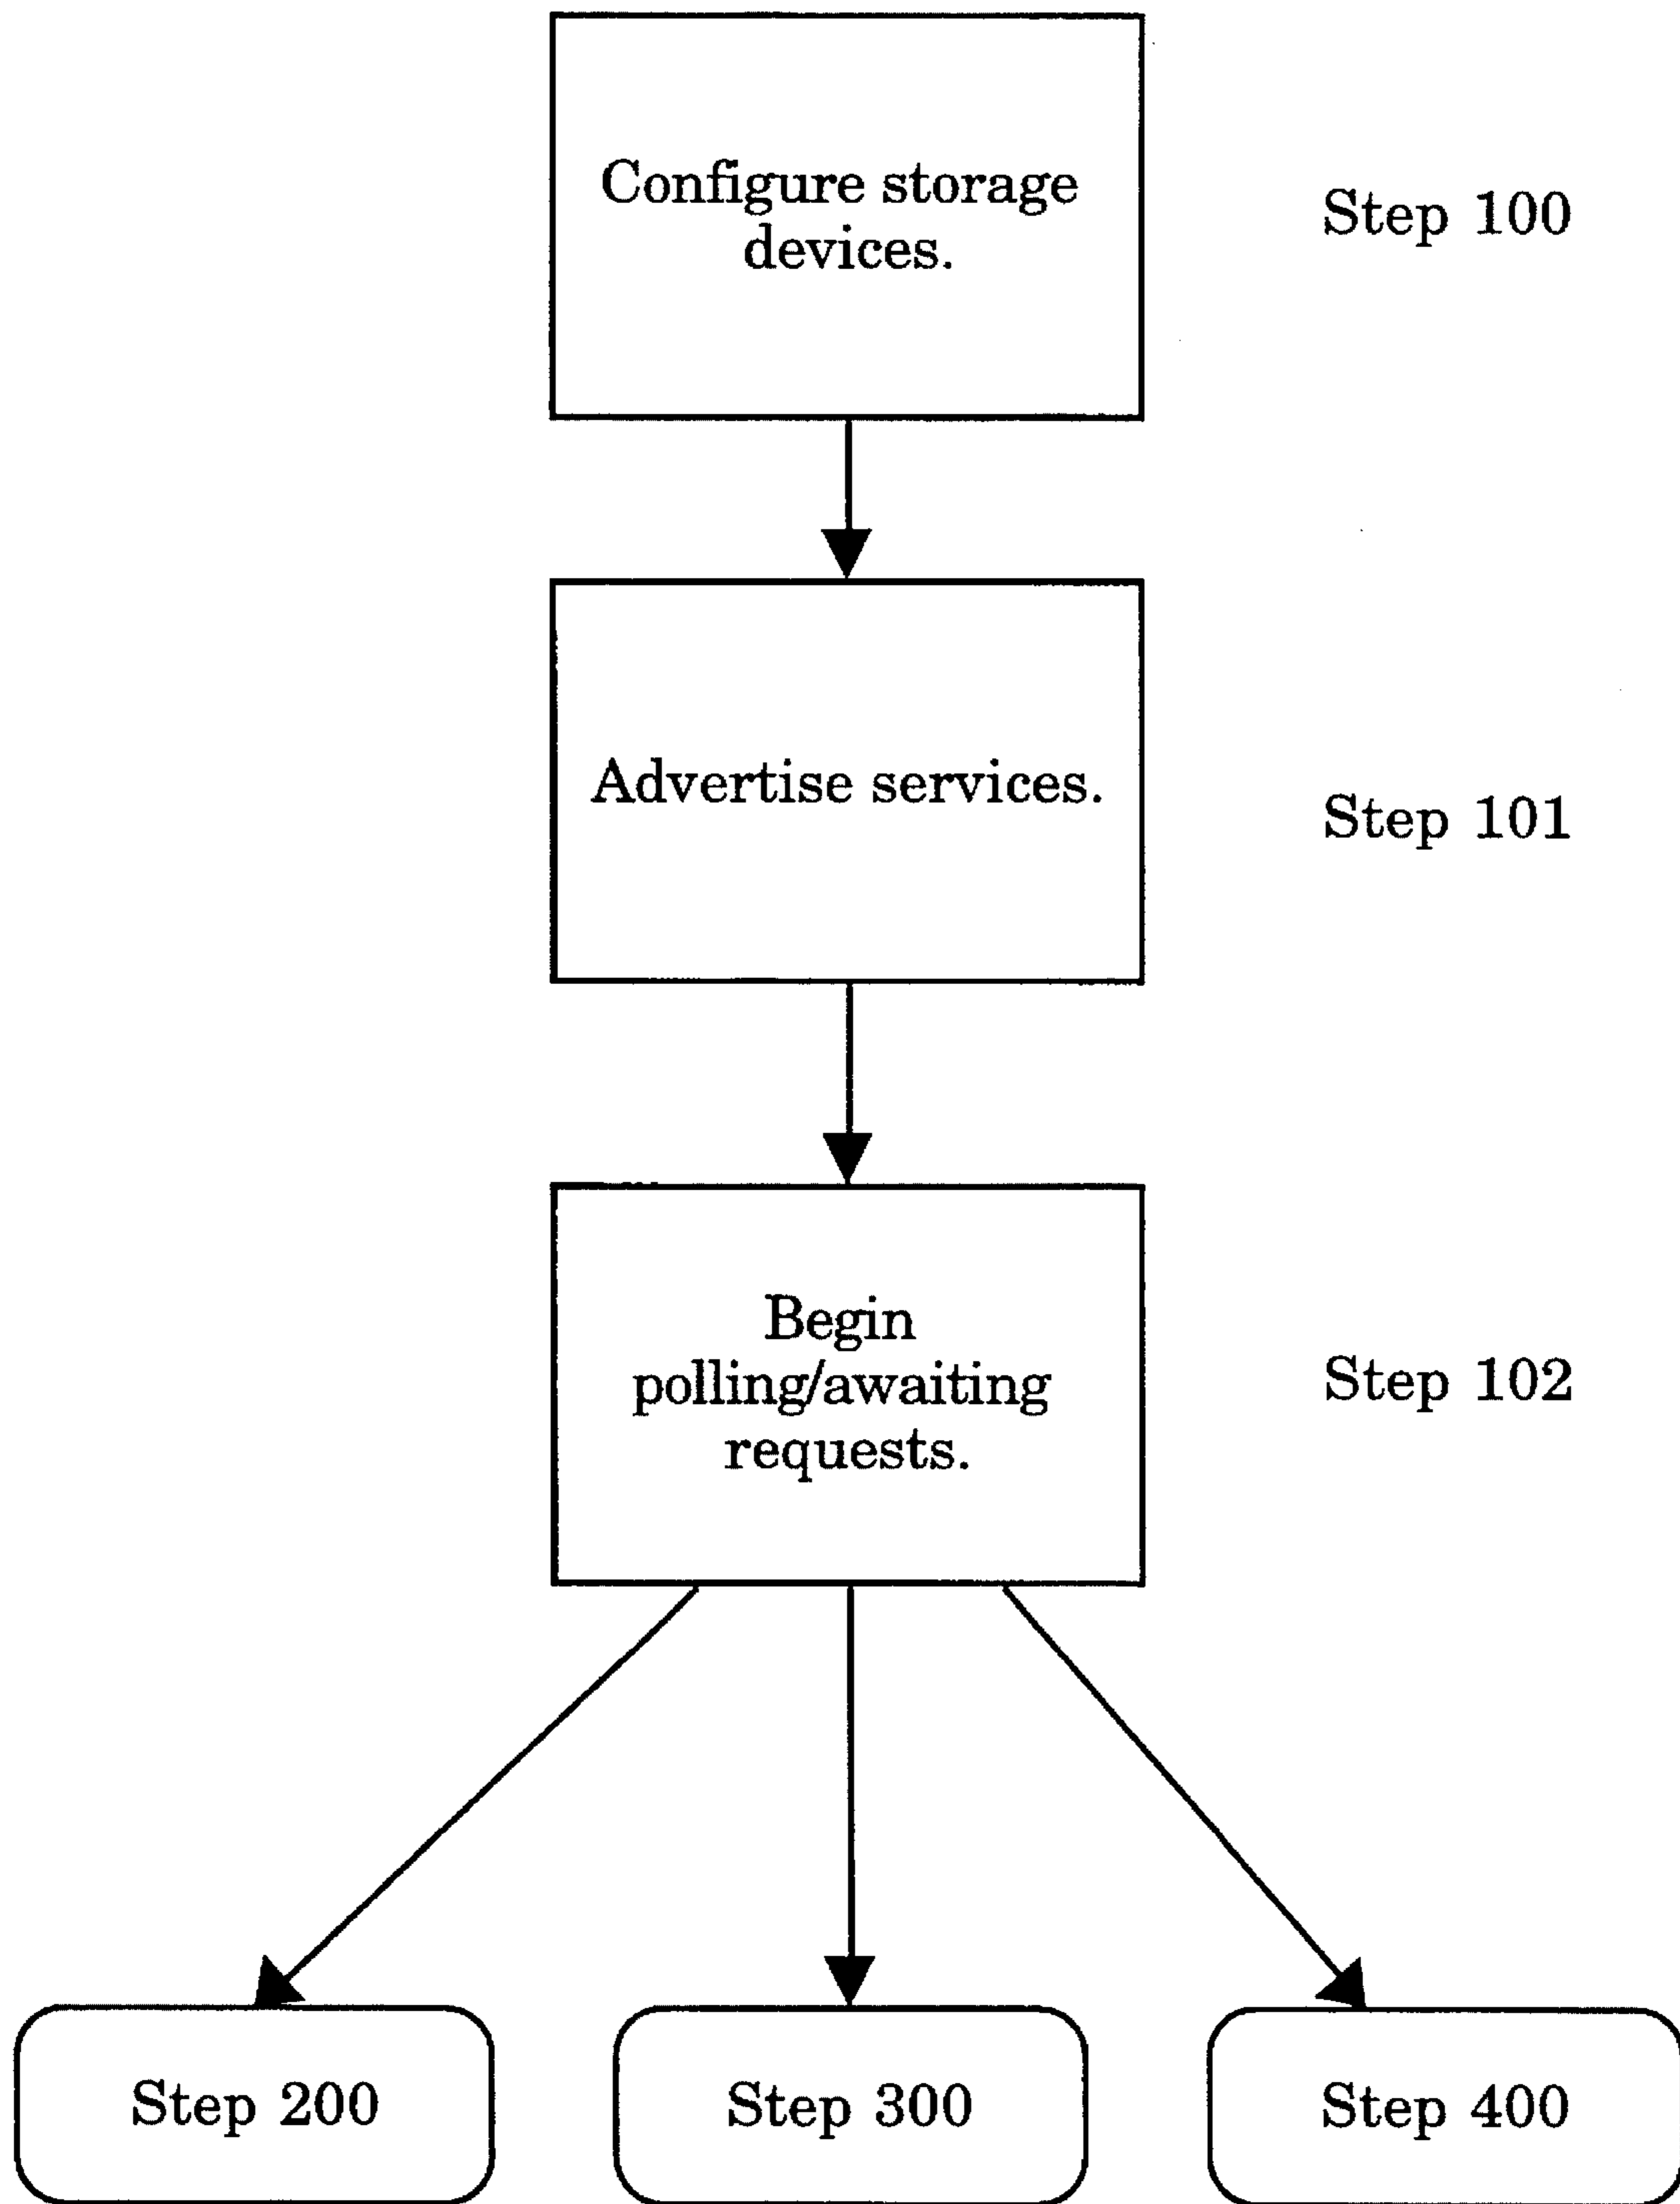 Configure storage
devices.
Step 100
Advertise services.
Step 101
Begin
polling/awaiting
requests.
Step 102
Step 200
Step 300
Step 400